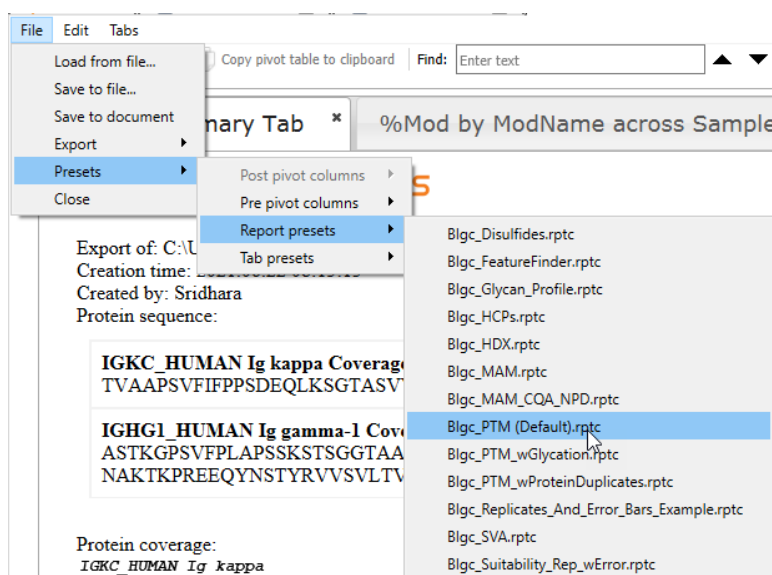 File Edit Tabs
Load from file...
Copy pivot table to clipboard Find: Enter text
Save to file...
Save to document
mary Tab × %Mod by ModName across Sample
Export
Presets
Post pivot columns
Close
Pre pivot columns
Report presets
Blgc_Disulfides.rptc
Export of: C:\U
Tab presets
Blgc_FeatureFinder.rptc
Creation time:
Created by: Sridhara
Blgc_Glycan_Profile.rptc
Protein sequence:
Blgc_HCPs.rptc
Blgc_HDX.rptc
IGKC_HUMAN Ig kappa Coverage
Blgc_MAM.rptc
TVAAPSVFIFPPSDEQLKSGTASV
Blgc_MAM_CQA_NPD.rptc
IGHG1_HUMAN Ig gamma-1 Cov
Blgc_PTM (Default).rptc
ASTKGPSVFPLAPSSKSTSGGTAA
Blgc_PTM_wGlycation.rptc
NAKTKPREEQYNSTYRVVSVLTV
Blgc_PTM_wProteinDuplicates.rptc
Blgc_Replicates_And_Error_Bars_Example.rptc
Protein coverage:
Blgc_SVA.rptc
IGKC_HUMAN Ig kappa
Blgc_Suitability_Rep_wError.rptc